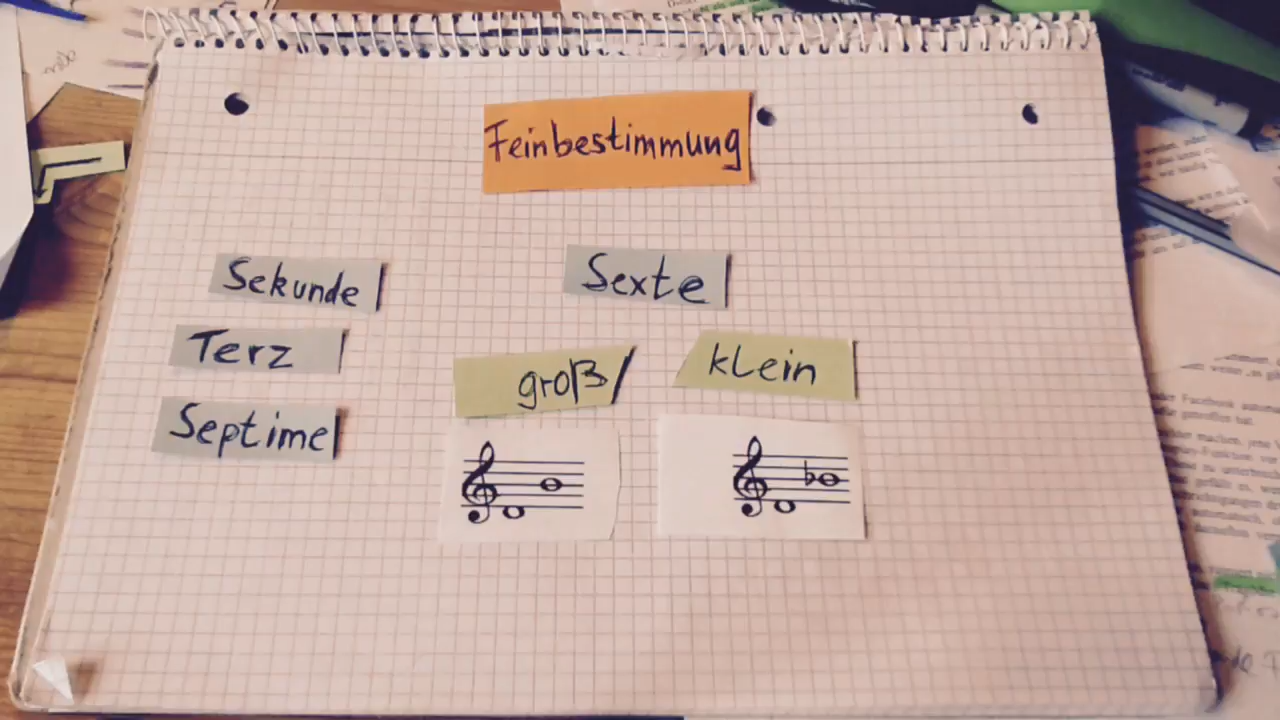 Feinbestimmung
Sekunde
Sexte
Terz
groß/
klein
Septime